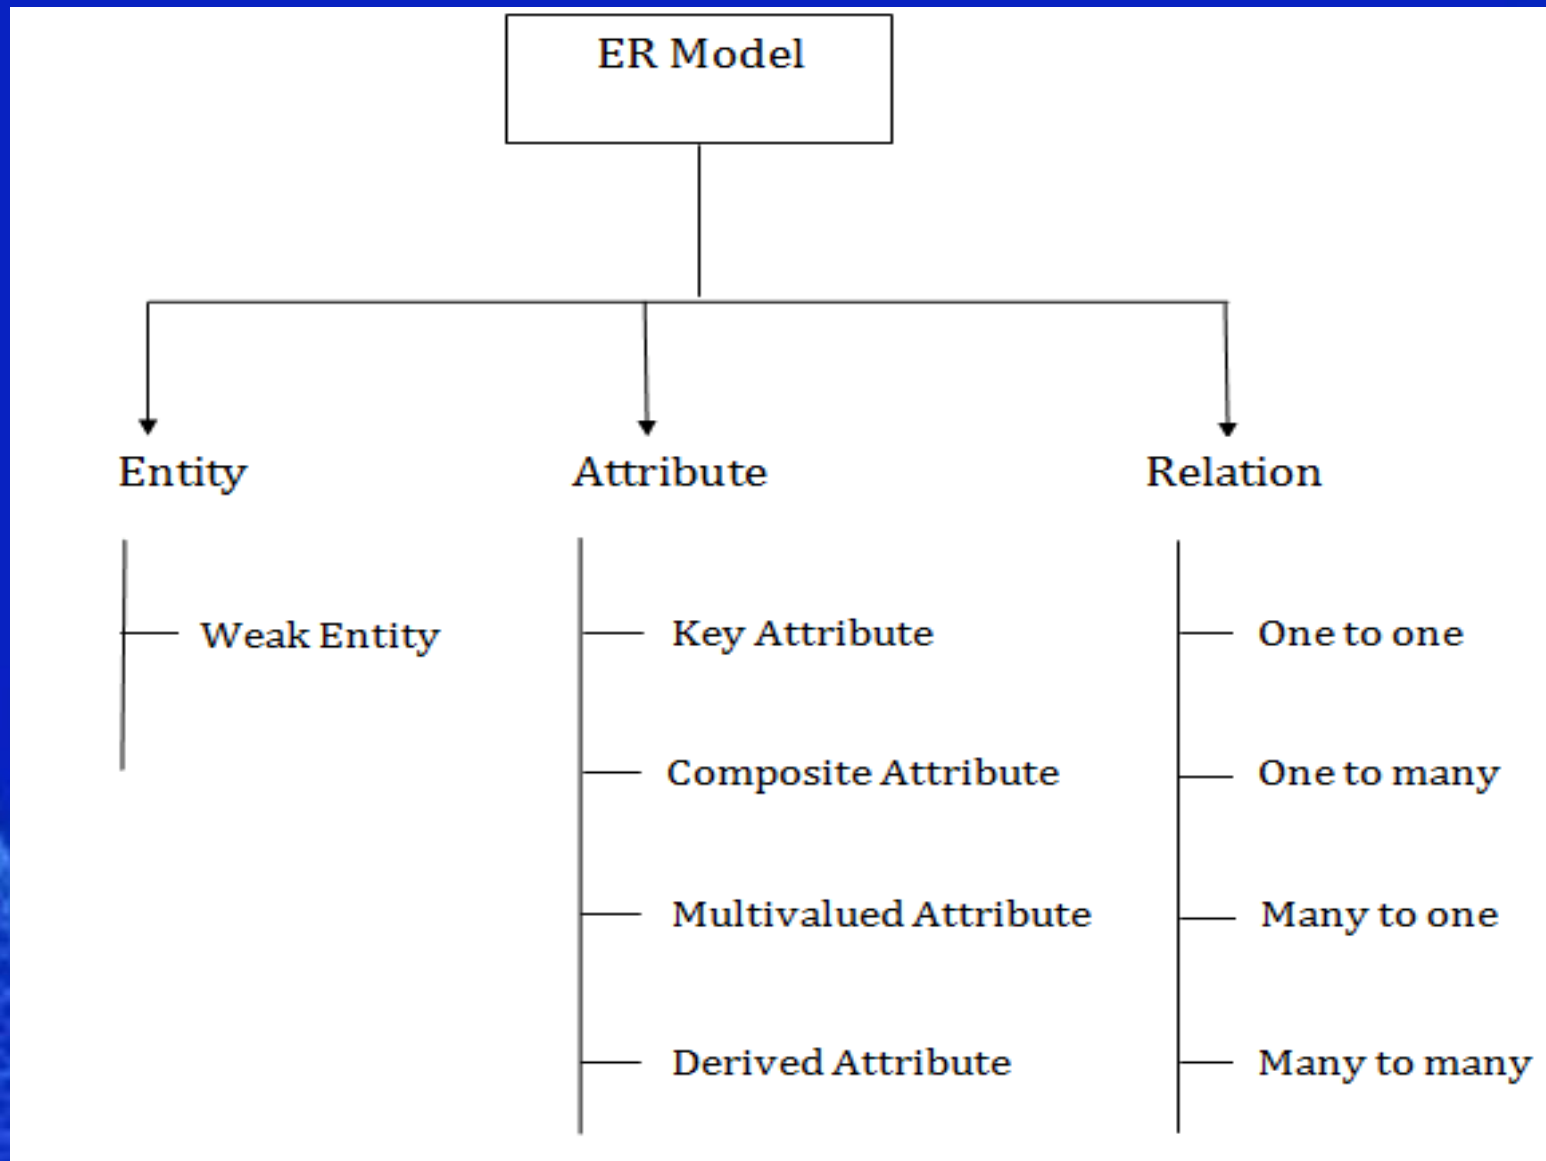 ER Model
Entity
Attribute
Relation
Weak Entity
Key Attribute
One to one
Composite Attribute
One to many
Multivalued Attribute
Many to one
Derived Attribute
Many to many